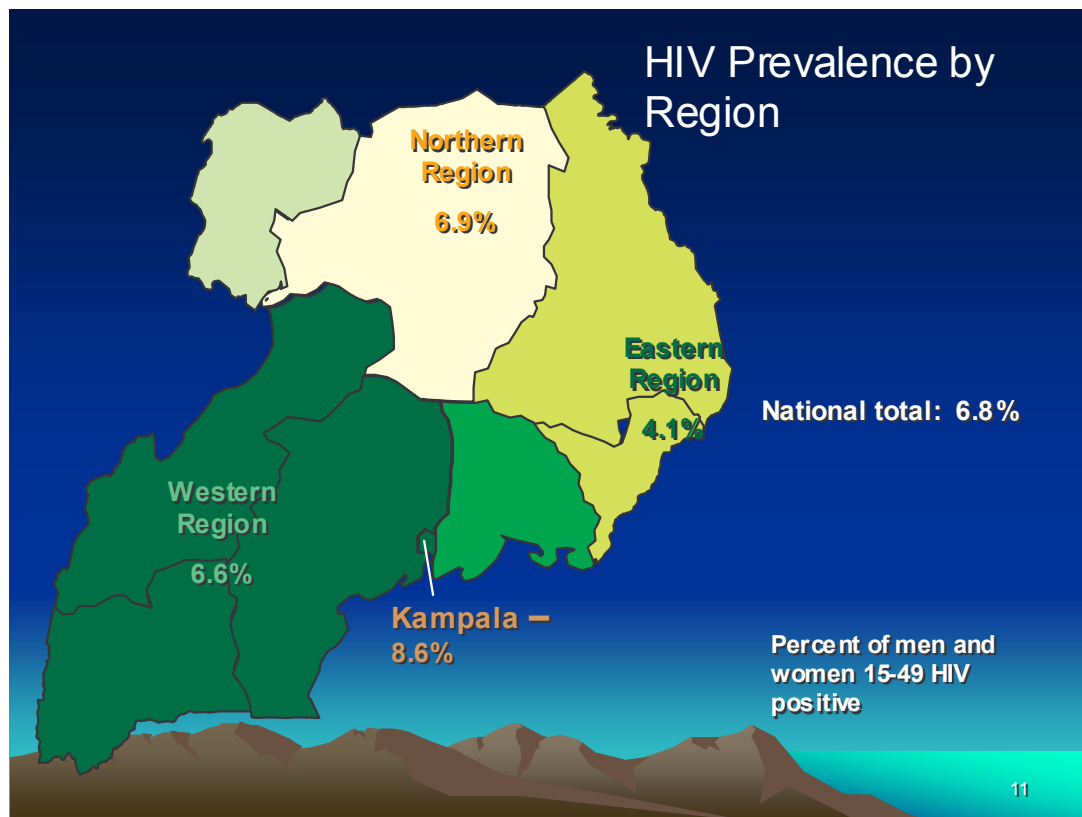 HIV Prevalence by
Region
Northern
Region
6.9%
Eastern
Region
4.1%
National total: 6.8%
Western
Region
6.6%
Kampala –
8.6%
Percent of men and
women 15-49 HIV
positive
11